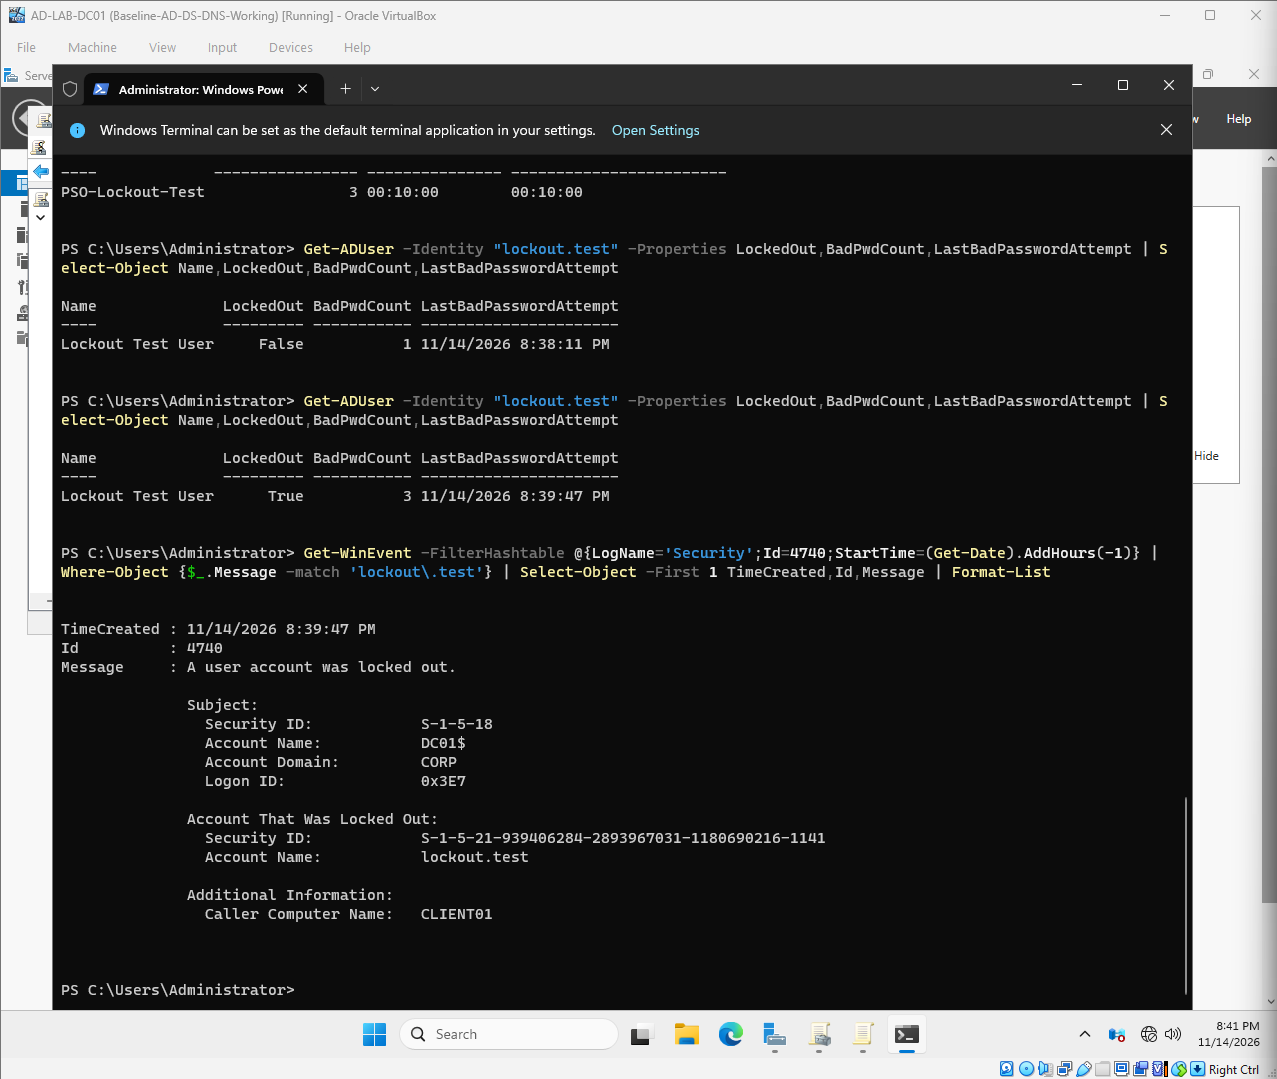 AD-LAB-DC01 (Baseline-AD-DS-DNS-Working) [Running] - Oracle VirtualBox
File Machine View Input Devices Help
Serve
Administrator: Windows Powe
Help
Windows Terminal can be set as the default terminal application in your settings. Open Settings
---- ---------------- --------------- ------------------------
PSO-Lockout-Test 3 00:10:00 00:10:00
PS C:\Users\Administrator> Get-ADUser -Identity "lockout.test" -Properties LockedOut,BadPwdCount,LastBadPasswordAttempt | S
elect-Object Name,LockedOut,BadPwdCount,LastBadPasswordAttempt
Name LockedOut BadPwdCount LastBadPasswordAttempt
---- --------- ----------- ----------------------
Lockout Test User False 1 11/14/2026 8:38:11 PM
PS C:\Users\Administrator> Get-ADUser -Identity "lockout.test" -Properties LockedOut,BadPwdCount,LastBadPasswordAttempt | S
elect-Object Name,LockedOut,BadPwdCount,LastBadPasswordAttempt
Name LockedOut BadPwdCount LastBadPasswordAttempt
---- --------- ----------- ----------------------
Lockout Test User True 3 11/14/2026 8:39:47 PM
Hide
PS C:\Users\Administrator> Get-WinEvent -FilterHashtable @{LogName='Security';Id=4740;StartTime=(Get-Date).AddHours(-1)} |
Where-Object {$_.Message -match 'lockout\.test'} | Select-Object -First 1 TimeCreated,Id,Message | Format-List
TimeCreated : 11/14/2026 8:39:47 PM
Id : 4740
Message : A user account was locked out.
Subject:
Security ID: S-1-5-18
Account Name: DC01$
Account Domain: CORP
Logon ID: 0x3E7
Account That Was Locked Out:
Security ID: S-1-5-21-939406284-2893967031-1180690216-1141
Account Name: lockout.test
Additional Information:
Caller Computer Name: CLIENT01
PS C:\Users\Administrator>
Search
8:41 PM
11/14/2026
Right Ctrl